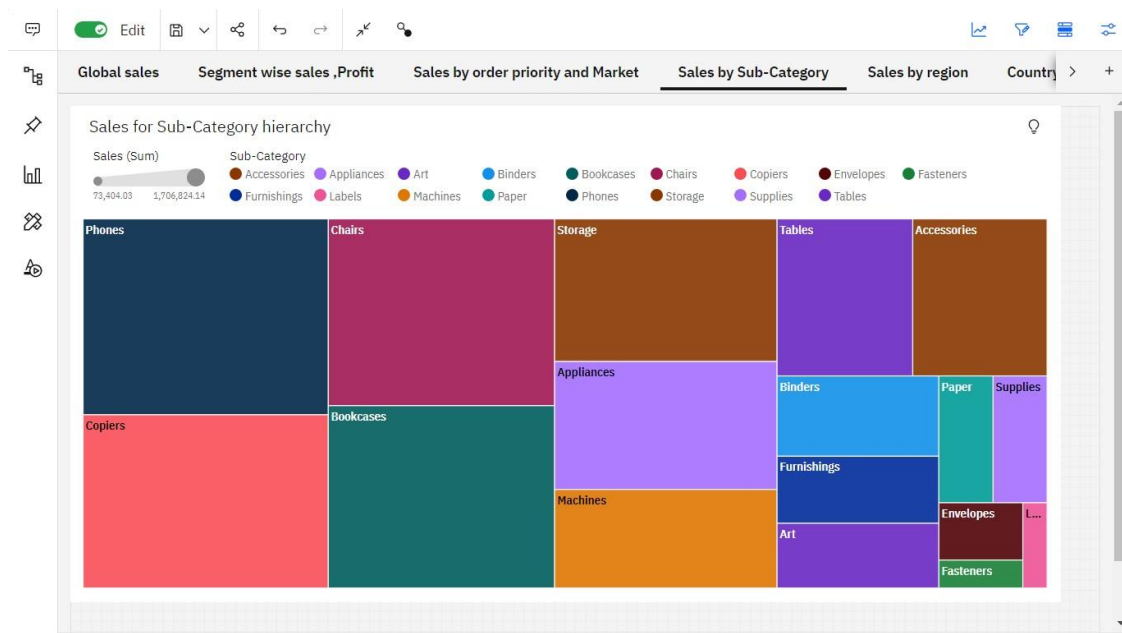 Edit
Global sales
Segment wise sales ,Profit
Sales by order priority and Market
Sales by Sub-Category
Sales by region
Country
Sales for Sub-Category hierarchy
Sales (Sum)
73,404.03 1,706,824.14
Sub-Category
Accessories Appliances Art Binders Bookcases Chairs Copiers Envelopes Fasteners
Furnishings Labels Machines Paper Phones Storage Supplies Tables
Phones
Chairs
Storage
Tables
Accessories
Appliances
Binders
Paper
Supplies
Bookcases
Copiers
Furnishings
Machines
Envelopes
L...
Art
Fasteners